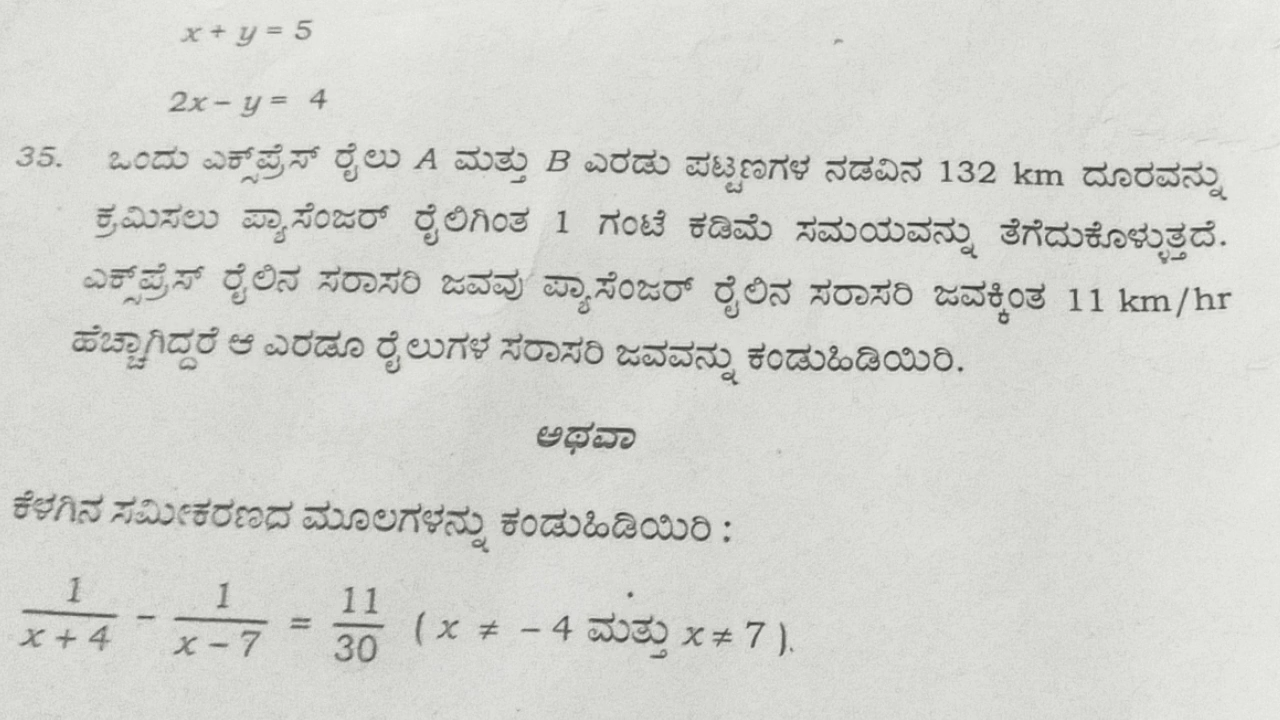 x + y = 5
2x – y = 4
35. ಒಂದು ಎಕ್ಸ್‌ಪ್ರೆಸ್ ರೈಲು A ಮತ್ತು B ಎರಡು ಪಟ್ಟಣಗಳ ನಡುವಿನ 132 km ದೂರವನ್ನು
ಕ್ರಮಿಸಲು ಪ್ಯಾಸೆಂಜರ್ ರೈಲಿಗಿಂತ 1 ಗಂಟೆ ಕಡಿಮೆ ಸಮಯವನ್ನು ತೆಗೆದುಕೊಳ್ಳುತ್ತದೆ.
ಎಕ್ಸ್‌ಪ್ರೆಸ್ ರೈಲಿನ ಸರಾಸರಿ ಜವವು ಪ್ಯಾಸೆಂಜರ್ ರೈಲಿನ ಸರಾಸರಿ ಜವಕ್ಕಿಂತ 11 km/hr
ಹೆಚ್ಚಾಗಿದ್ದರೆ ಆ ಎರಡೂ ರೈಲುಗಳ ಸರಾಸರಿ ಜವವನ್ನು ಕಂಡುಹಿಡಿಯಿರಿ.
ಅಥವಾ
ಕೆಳಗಿನ ಸಮೀಕರಣದ ಮೂಲಗಳನ್ನು ಕಂಡುಹಿಡಿಯಿರಿ :
1/(x + 4) – 1/(x – 7) = 11/30 ( x ≠ – 4 ಮತ್ತು x ≠ 7 ).